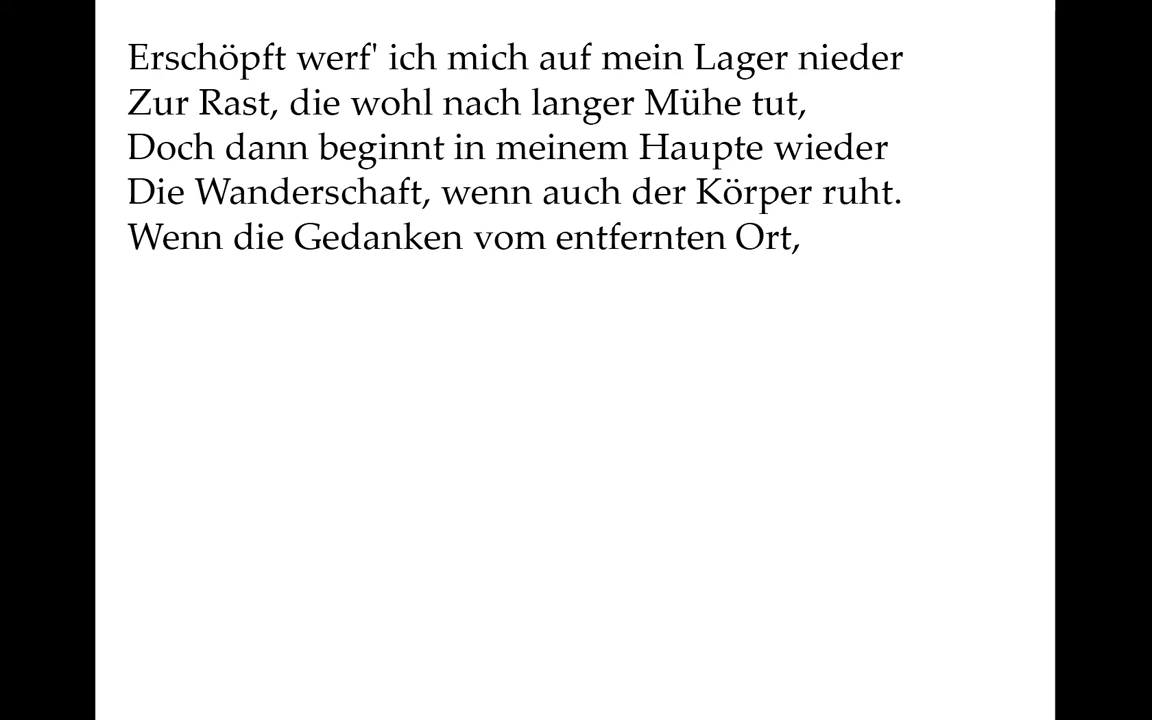 Erschöpft werf' ich mich auf mein Lager nieder
Zur Rast, die wohl nach langer Mühe tut,
Doch dann beginnt in meinem Haupte wieder
Die Wanderschaft, wenn auch der Körper ruht.
Wenn die Gedanken vom entfernten Ort,